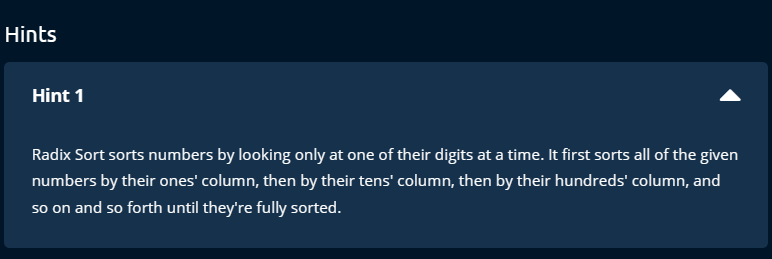 Hints
Hint 1
Radix Sort sorts numbers by looking only at one of their digits at a time. It first sorts all of the given
numbers by their ones' column, then by their tens' column, then by their hundreds' column, and
so on and so forth until they're fully sorted.